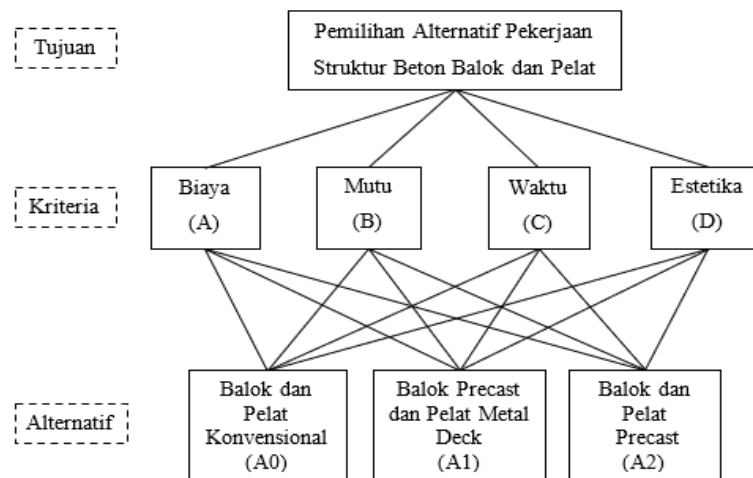 Tujuan
Pemilihan Alternatif Pekerjaan
Struktur Beton Balok dan Pelat
Kriteria
Biaya
(A)
Mutu
(B)
Waktu
(C)
Estetika
(D)
Alternatif
Balok dan
Pelat
Konvensional
(A0)
Balok Precast
dan Pelat Metal
Deck
(A1)
Balok dan
Pelat
Precast
(A2)